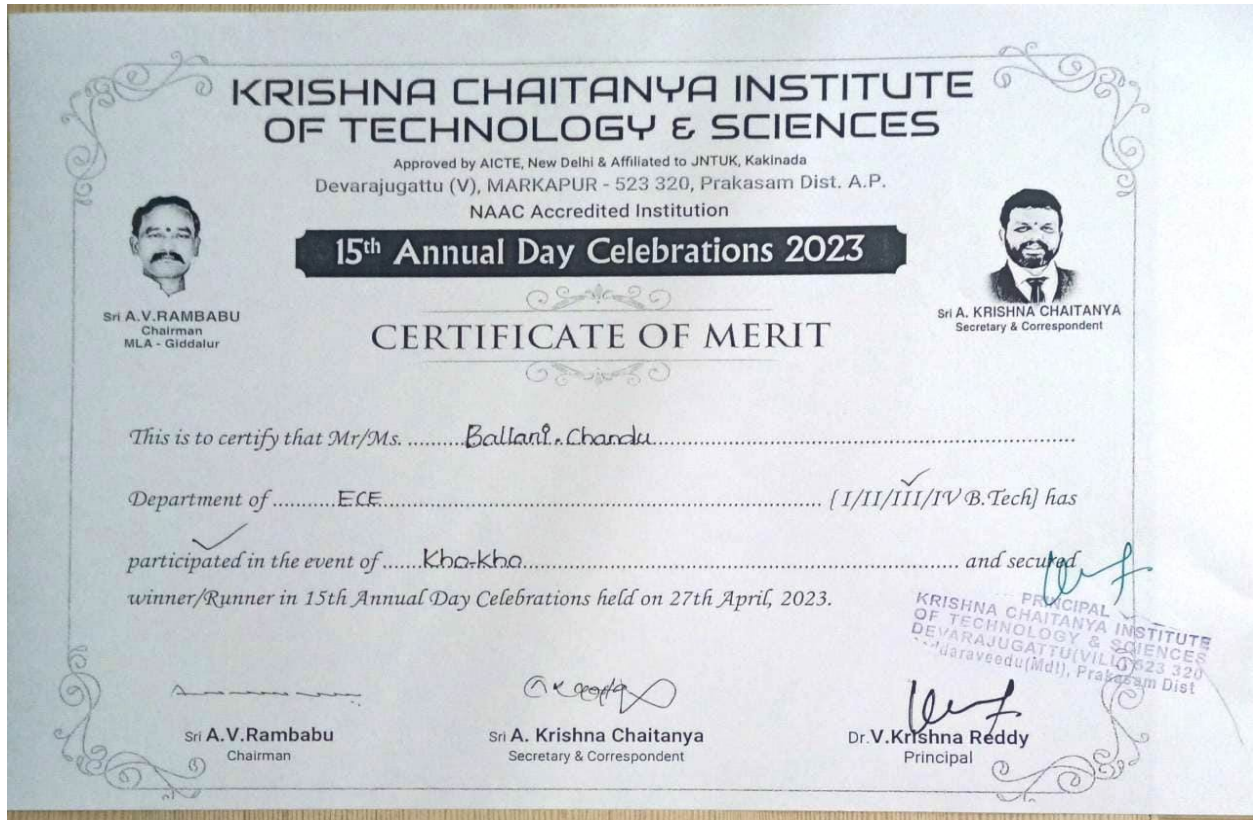 KRISHNA CHAITANYA INSTITUTE
OF TECHNOLOGY & SCIENCES
Approved by AICTE, New Delhi & Affiliated to JNTUK, Kakinada
Devarajugattu (V), MARKAPUR - 523 320, Prakasam Dist. A.P.
NAAC Accredited Institution
15th Annual Day Celebrations 2023
Sri A.V.RAMBABU
Chairman
MLA - Giddalur
Sri A. KRISHNA CHAITANYA
Secretary & Correspondent
CERTIFICATE OF MERIT
This is to certify that Mr/Ms. ......... Ballani. Chandu
Department of .......... ECE ........ [I/II/III/IV B.Tech] has
participated in the event of ...... Kho-kho ........ and secured
winner/Runner in 15th Annual Day Celebrations held on 27th April, 2023.
PRINCIPAL
KRISHNA CHAITANYA INSTITUTE
OF TECHNOLOGY & SCIENCES
DEVARAJUGATTU(VILL) 523 320
(Mdl), Prakasam Dist
Sri A.V.Rambabu
Chairman
Sri A. Krishna Chaitanya
Secretary & Correspondent
Dr.V.Krishna Reddy
Principal